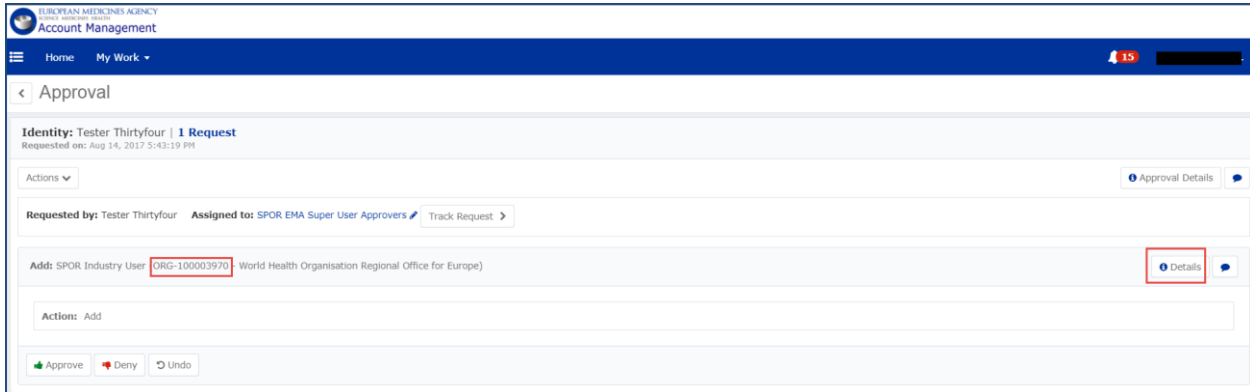 EUROPEAN MEDICINES AGENCY
SCIENCE MEDICINES HEALTH
Account Management
Home My Work 15
Approval
Identity: Tester Thirtyfour | 1 Request
Requested on: Aug 14, 2017 5:43:19 PM
Actions Approval Details
Requested by: Tester Thirtyfour Assigned to: SPOR EMA Super User Approvers Track Request
Add: SPOR Industry User (ORG-100003970 - World Health Organisation Regional Office for Europe) Details
Action: Add
Approve Deny Undo